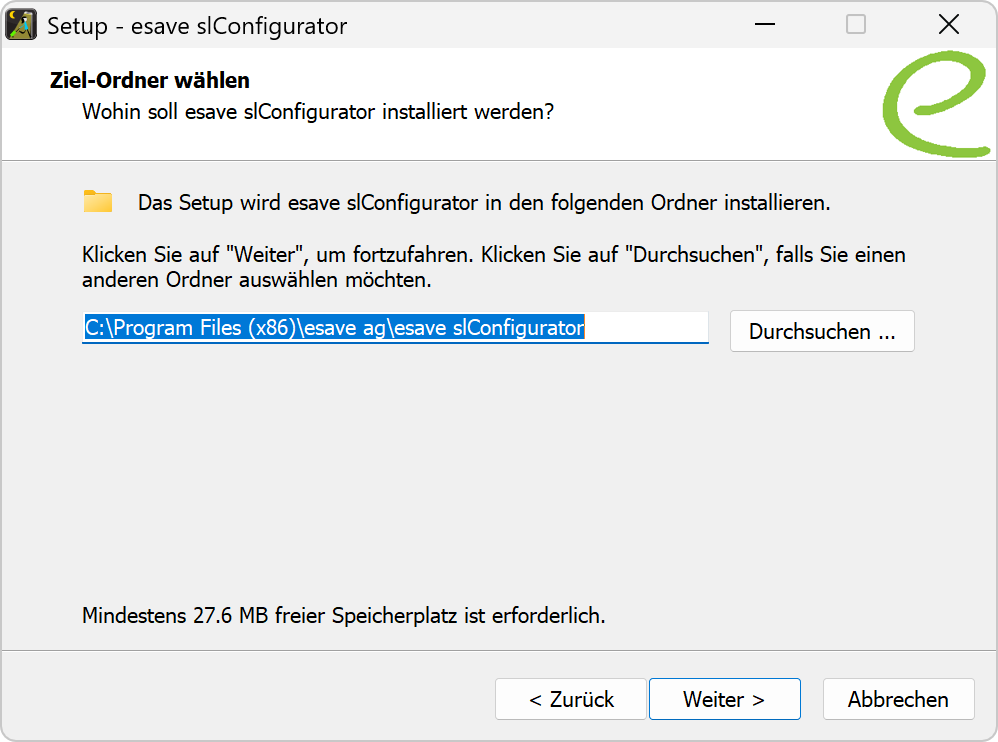 Setup - esave slConfigurator
Ziel-Ordner wählen
Wohin soll esave slConfigurator installiert werden?
Das Setup wird esave slConfigurator in den folgenden Ordner installieren.
Klicken Sie auf "Weiter", um fortzufahren. Klicken Sie auf "Durchsuchen", falls Sie einen
anderen Ordner auswählen möchten.
C:\Program Files (x86)\esave ag\esave slConfigurator
Durchsuchen ...
Mindestens 27.6 MB freier Speicherplatz ist erforderlich.
< Zurück
Weiter >
Abbrechen